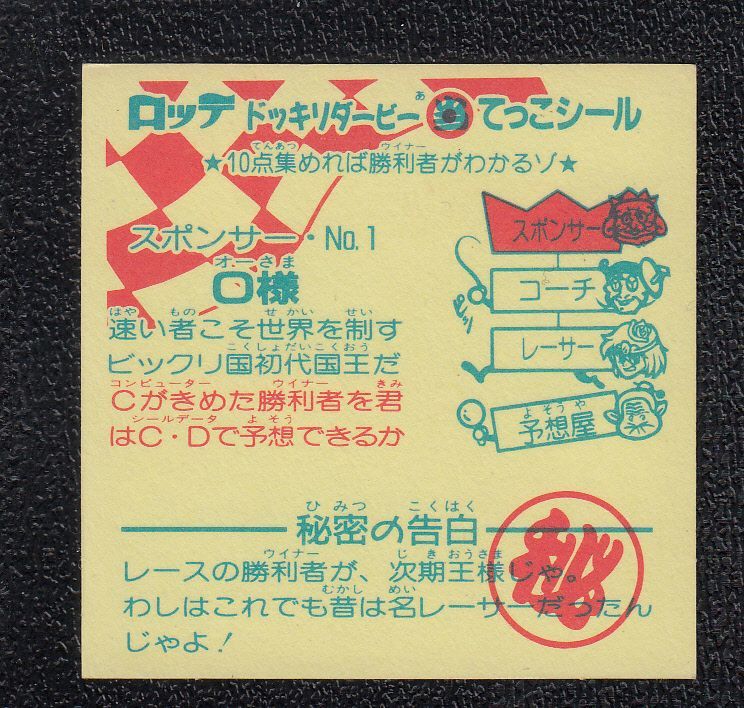 ロッテ ドッキリダービー 当てっこシール
★10点集めれば勝利者がわかるゾ★
スポンサー・No.1
O様
速い者こそ世界を制す
ビックリ国初代国王だ
Cがきめた勝利者を君
はC・Dで予想できるか
スポンサー
コーチ
レーサー
予想屋
秘密の告白
レースの勝利者が、次期王様じゃ。
わしはこれでも昔は名レーサーだったん
じゃよ！
㊙